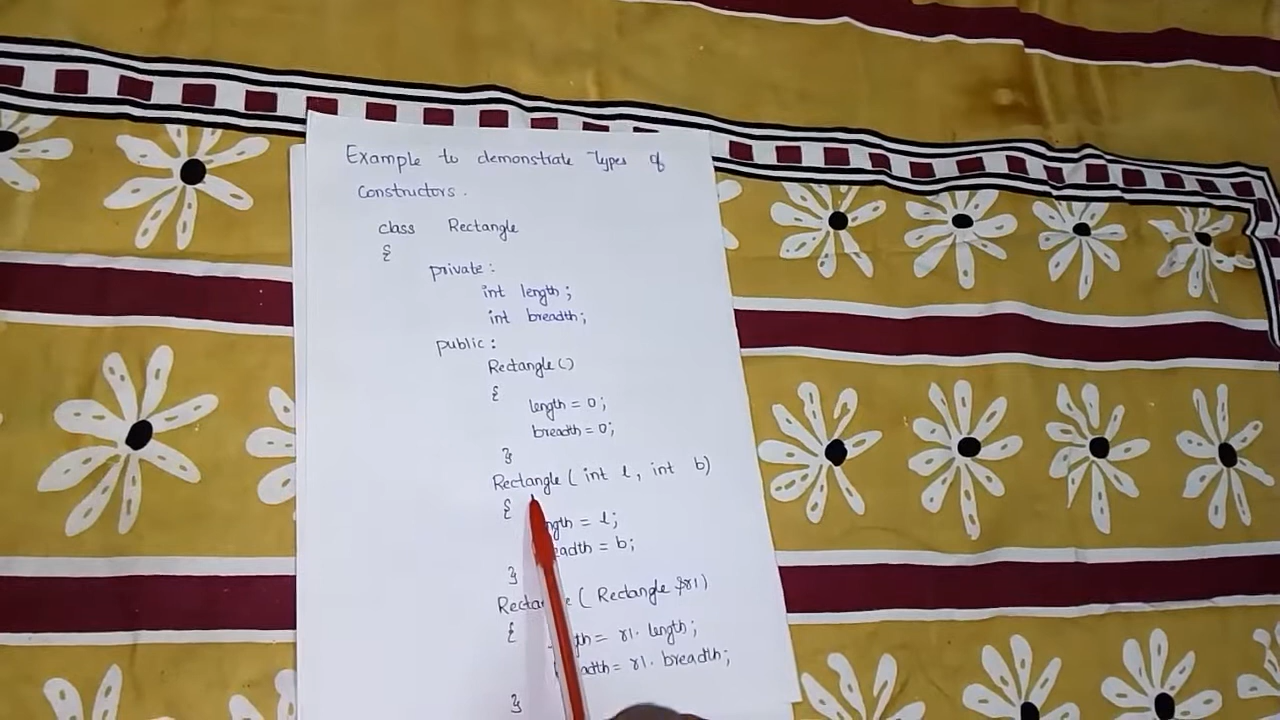 Example to demonstrate Types of
constructors.
class Rectangle
{
private:
int length;
int breadth;
public:
Rectangle()
{
length = 0;
breadth = 0;
}
Rectangle ( int l, int b)
{
= l;
= b;
}
( Rectangle &r1)
{
= r1. length;
= r1. breadth;
}